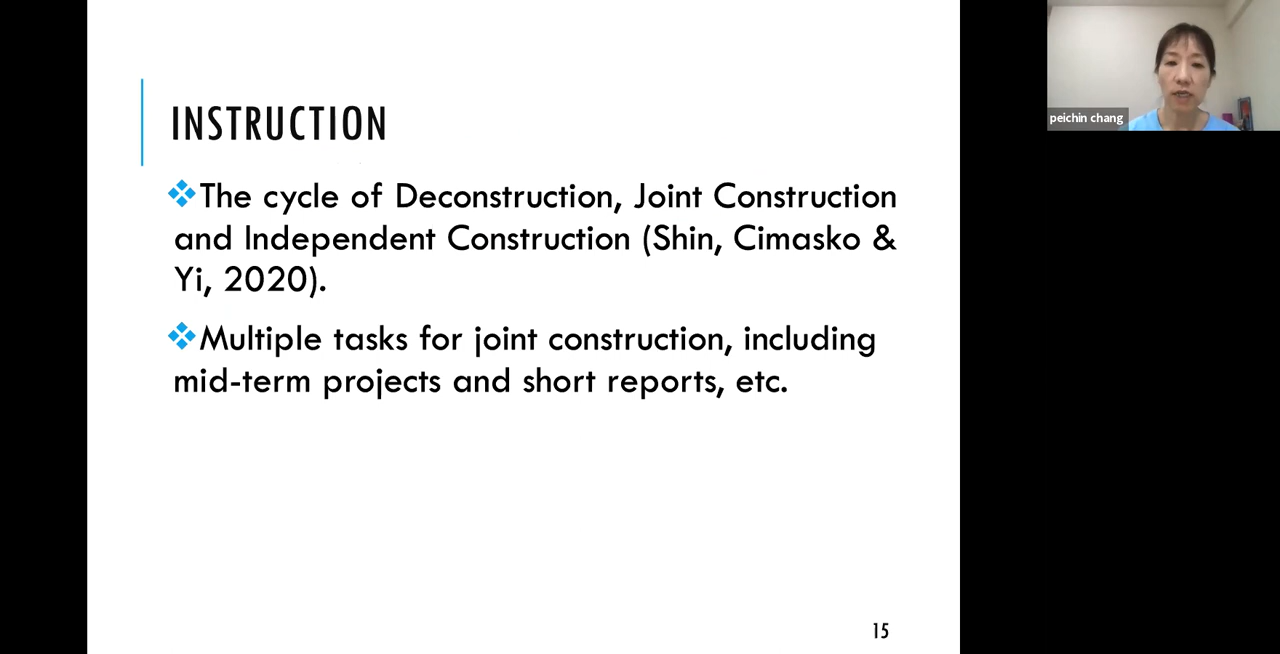 INSTRUCTION
The cycle of Deconstruction, Joint Construction
and Independent Construction (Shin, Cimasko &
Yi, 2020).
Multiple tasks for joint construction, including
mid-term projects and short reports, etc.
15
peichin chang